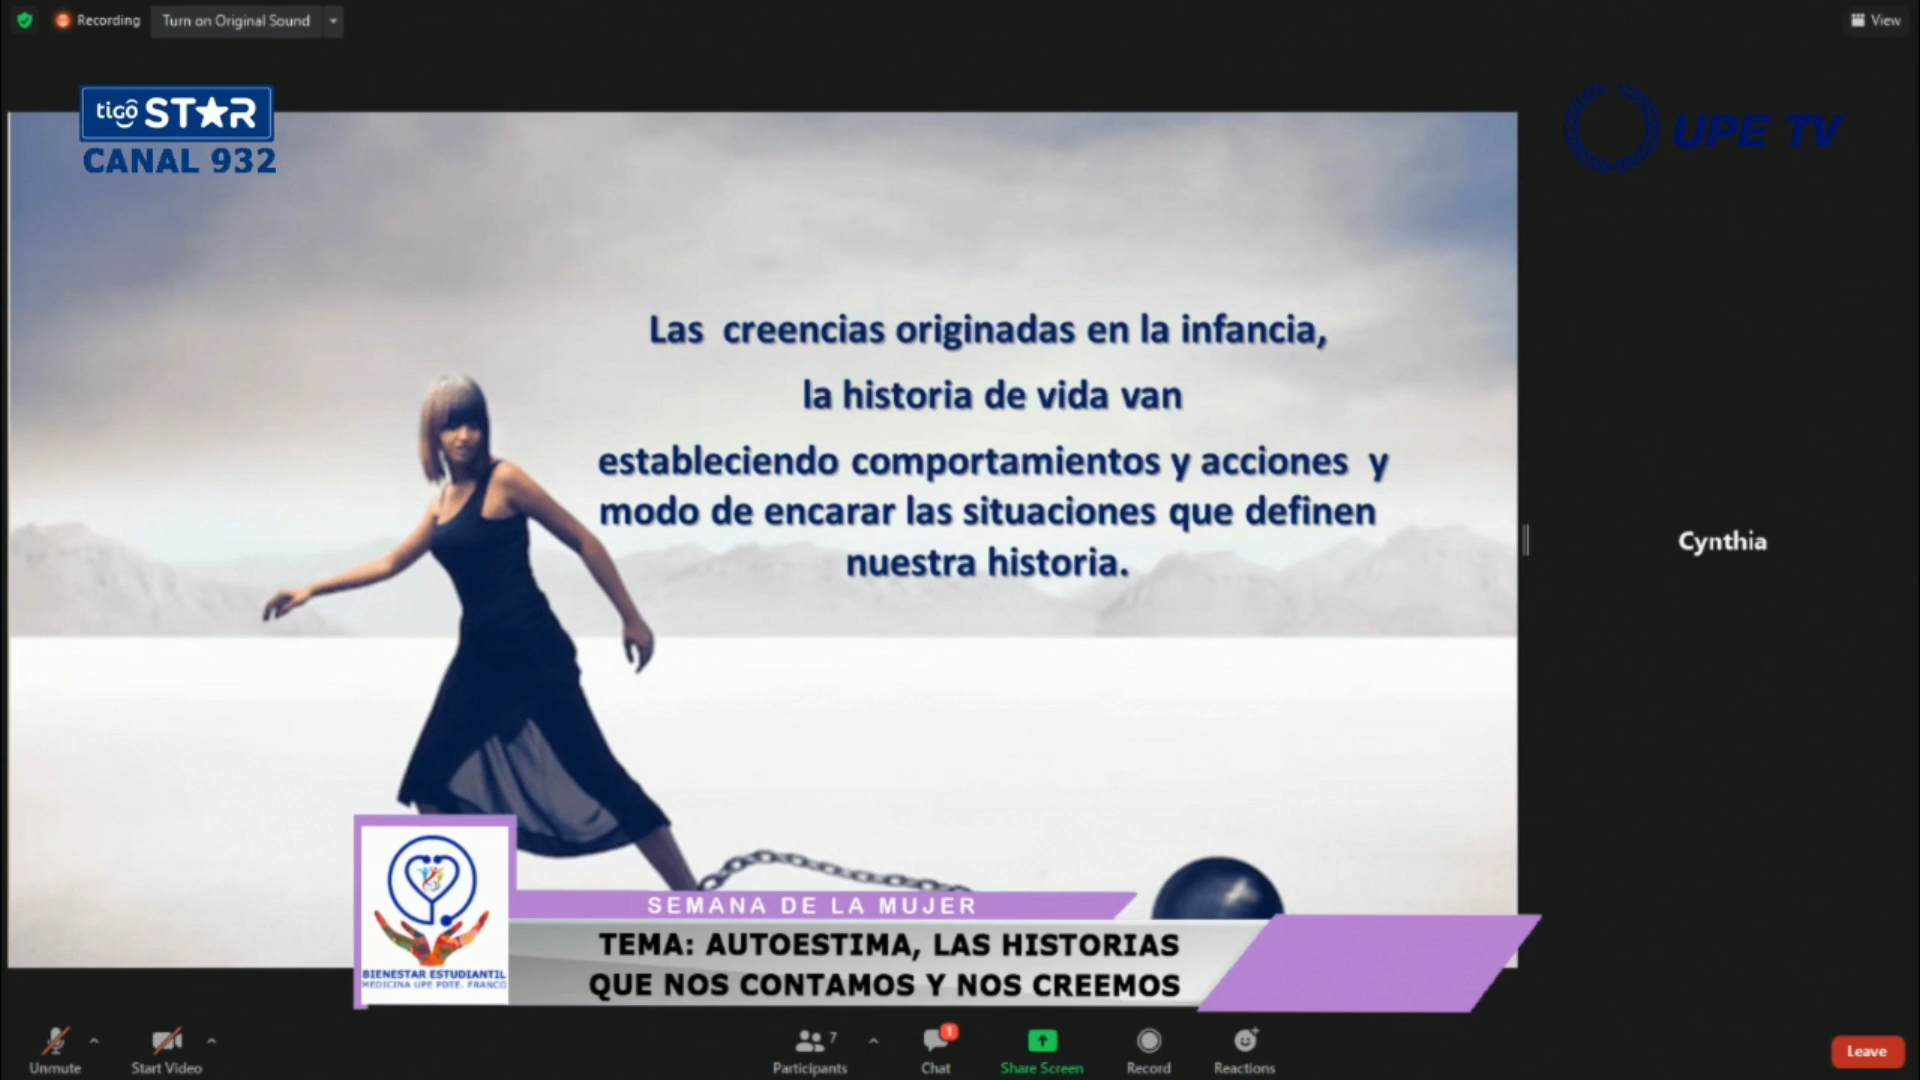 Recording
Turn on Original Sound
View
tigo STAR
CANAL 932
UPE TV
Las creencias originadas en la infancia,
la historia de vida van
estableciendo comportamientos y acciones y
modo de encarar las situaciones que definen
nuestra historia.
Cynthia
SEMANA DE LA MUJER
TEMA: AUTOESTIMA, LAS HISTORIAS
QUE NOS CONTAMOS Y NOS CREEMOS
BIENESTAR ESTUDIANTIL
MEDICINA UPE PDTE. FRANCO
Unmute
Start Video
7
Participants
1
Chat
Share Screen
Record
Reactions
Leave